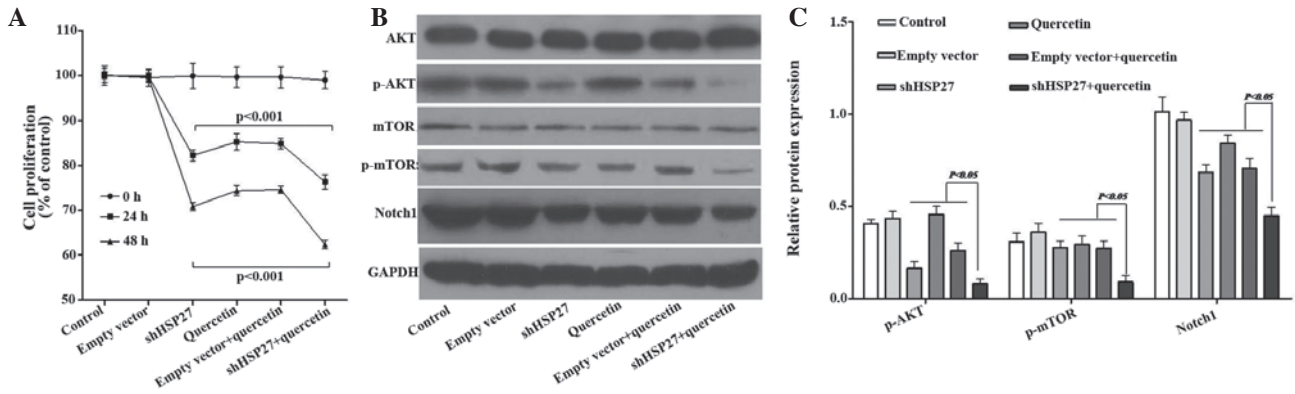 A
110
100
90
80
70
60
50
Cell proliferation
(% of control)
p<0.001
0 h
24 h
48 h
p<0.001
Control
Empty vector
shHSP27
Quercetin
Empty vector+quercetin
shHSP27+quercetin
B
AKT
p-AKT
mTOR
p-mTOR
Notch1
GAPDH
Control
Empty vector
shHSP27
Quercetin
Empty vector+quercetin
shHSP27+quercetin
C
Relative protein expression
1.5
1.0
0.5
0.0
Control
Empty vector
shHSP27
Quercetin
Empty vector+quercetin
shHSP27+quercetin
P<0.05
P<0.05
P<0.05
p-AKT
p-mTOR
Notch1